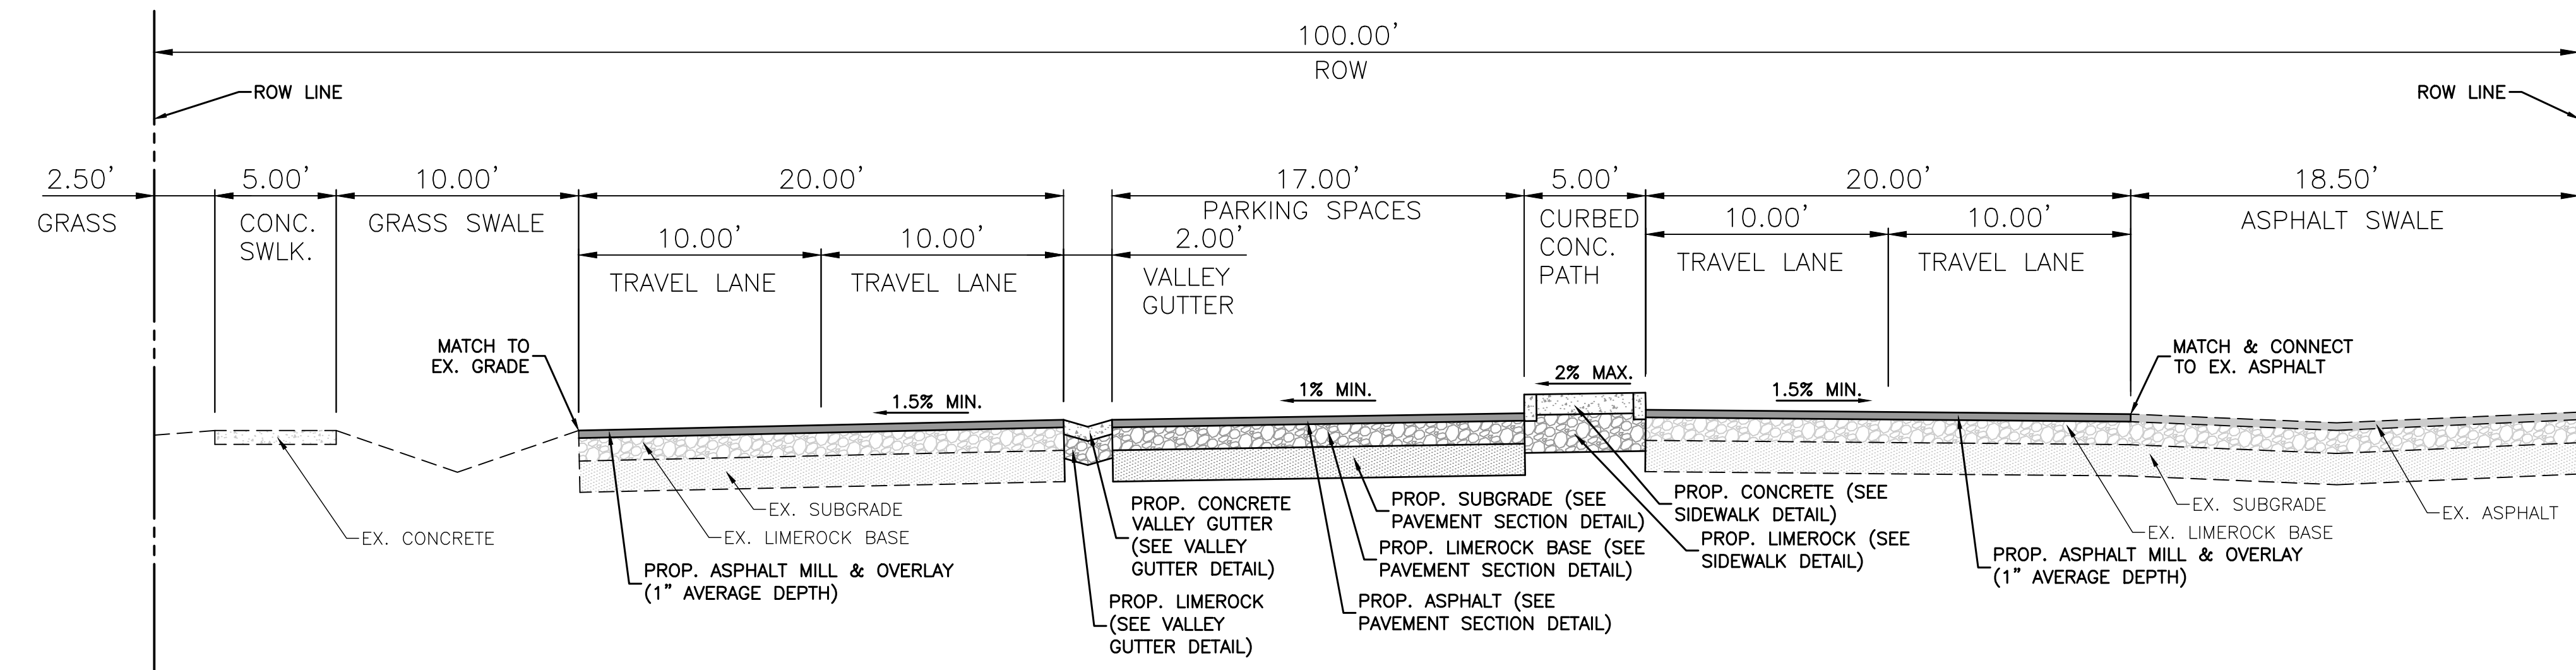 100.00'
ROW
ROW LINE
ROW LINE
2.50'
GRASS
5.00'
CONC.
SWLK.
10.00'
GRASS SWALE
20.00'
10.00'
TRAVEL LANE
10.00'
TRAVEL LANE
2.00'
VALLEY
GUTTER
17.00'
PARKING SPACES
5.00'
CURBED
CONC.
PATH
20.00'
10.00'
TRAVEL LANE
10.00'
TRAVEL LANE
18.50'
ASPHALT SWALE
MATCH TO
EX. GRADE
1.5% MIN.
1% MIN.
2% MAX.
1.5% MIN.
MATCH & CONNECT
TO EX. ASPHALT
EX. CONCRETE
EX. SUBGRADE
EX. LIMEROCK BASE
PROP. ASPHALT MILL & OVERLAY
(1" AVERAGE DEPTH)
PROP. CONCRETE
VALLEY GUTTER
(SEE VALLEY
GUTTER DETAIL)
PROP. LIMEROCK
(SEE VALLEY
GUTTER DETAIL)
PROP. SUBGRADE (SEE
PAVEMENT SECTION DETAIL)
PROP. LIMEROCK BASE (SEE
PAVEMENT SECTION DETAIL)
PROP. ASPHALT (SEE
PAVEMENT SECTION DETAIL)
PROP. CONCRETE (SEE
SIDEWALK DETAIL)
PROP. LIMEROCK (SEE
SIDEWALK DETAIL)
EX. SUBGRADE
EX. LIMEROCK BASE
PROP. ASPHALT MILL & OVERLAY
(1" AVERAGE DEPTH)
EX. ASPHALT